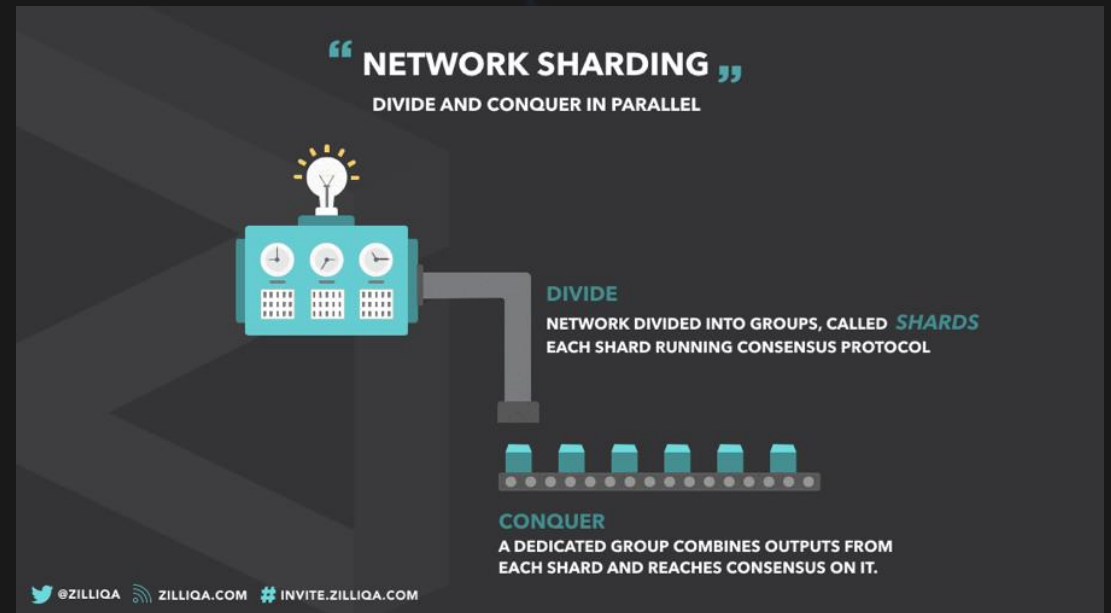 “ NETWORK SHARDING ”
DIVIDE AND CONQUER IN PARALLEL
DIVIDE
NETWORK DIVIDED INTO GROUPS, CALLED SHARDS
EACH SHARD RUNNING CONSENSUS PROTOCOL
CONQUER
A DEDICATED GROUP COMBINES OUTPUTS FROM
EACH SHARD AND REACHES CONSENSUS ON IT.
@ZILLIQA ZILLIQA.COM # INVITE.ZILLIQA.COM